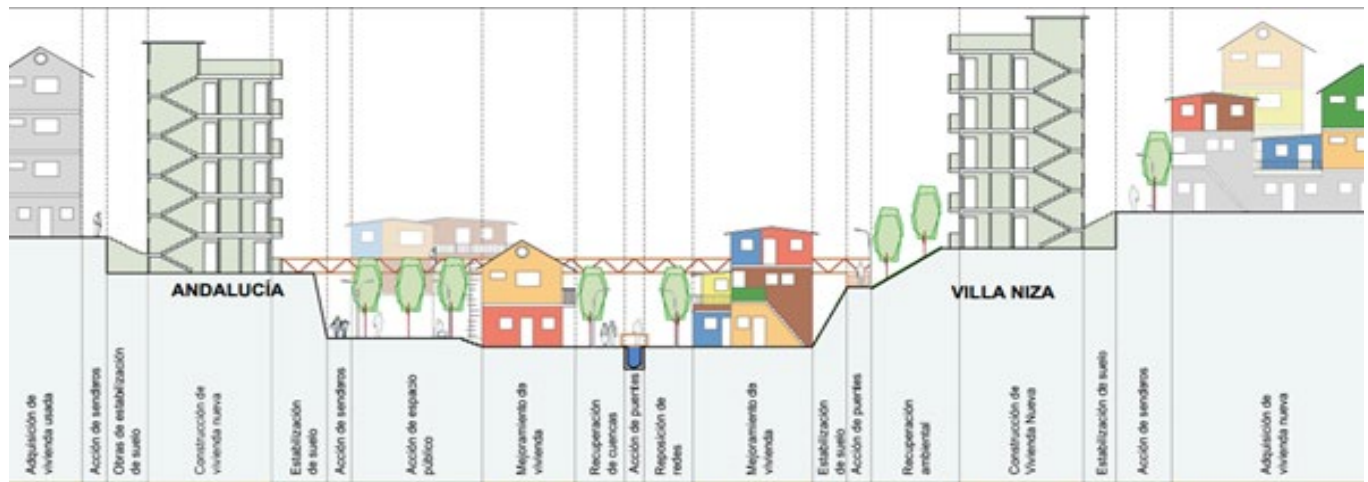 ANDALUCÍA
VILLA NIZA
Adquisición de
vivienda usada
Acción de senderos
Obras de estabilización
de suelo
Construcción de
vivienda nueva
Estabilización
de suelo
Acción de senderos
Acción de espacio
público
Mejoramiento de
vivienda
Recuperación
de cuencas
Acción de puentes
Reposición de
redes
Mejoramiento de
vivienda
Estabilización
de suelo
Acción de puentes
Recuperación
ambiental
Construcción de
Vivienda Nueva
Estabilización de suelo
Acción de senderos
Adquisición de
vivienda nueva